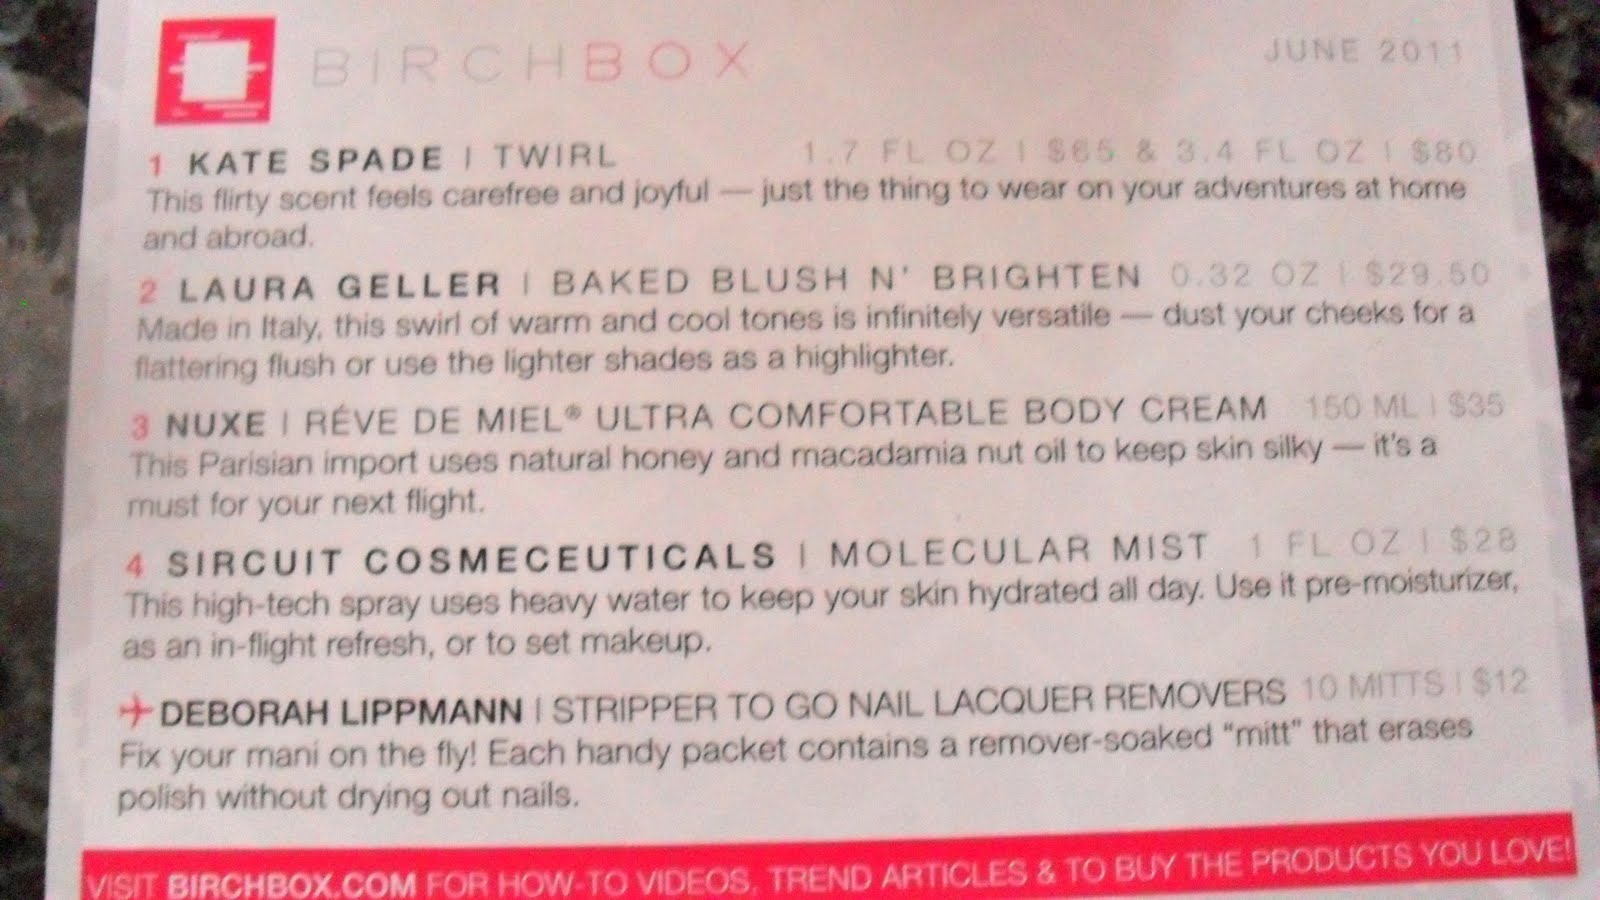 BIRCHBOX JUNE 2011
1 KATE SPADE | TWIRL 1.7 FL OZ | $65 & 3.4 FL OZ | $80
This flirty scent feels carefree and joyful — just the thing to wear on your adventures at home
and abroad.
2 LAURA GELLER | BAKED BLUSH N' BRIGHTEN 0.32 OZ | $29.50
Made in Italy, this swirl of warm and cool tones is infinitely versatile — dust your cheeks for a
flattering flush or use the lighter shades as a highlighter.
3 NUXE | RÉVE DE MIEL® ULTRA COMFORTABLE BODY CREAM 150 ML | $35
This Parisian import uses natural honey and macadamia nut oil to keep skin silky — it's a
must for your next flight.
4 SIRCUIT COSMECEUTICALS | MOLECULAR MIST 1 FL OZ | $28
This high-tech spray uses heavy water to keep your skin hydrated all day. Use it pre-moisturizer,
as an in-flight refresh, or to set makeup.
DEBORAH LIPPMANN | STRIPPER TO GO NAIL LACQUER REMOVERS 10 MITTS | $12
Fix your mani on the fly! Each handy packet contains a remover-soaked “mitt” that erases
polish without drying out nails.
VISIT BIRCHBOX.COM FOR HOW-TO VIDEOS, TREND ARTICLES & TO BUY THE PRODUCTS YOU LOVE!